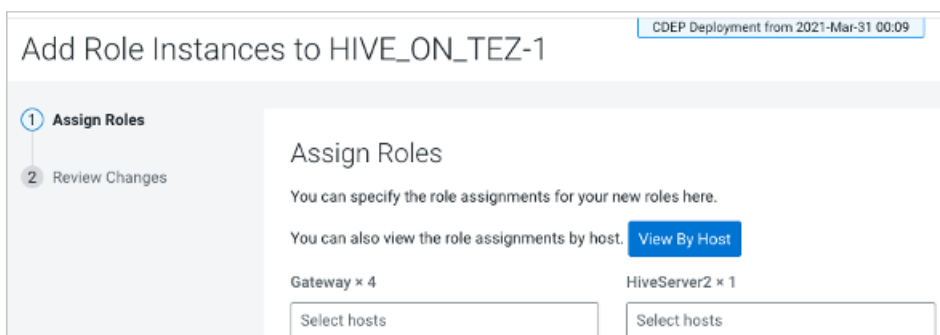 CDEP Deployment from 2021-Mar-31 00:09
Add Role Instances to HIVE_ON_TEZ-1
1 Assign Roles
2 Review Changes
Assign Roles
You can specify the role assignments for your new roles here.
You can also view the role assignments by host. View By Host
Gateway × 4
HiveServer2 × 1
Select hosts
Select hosts